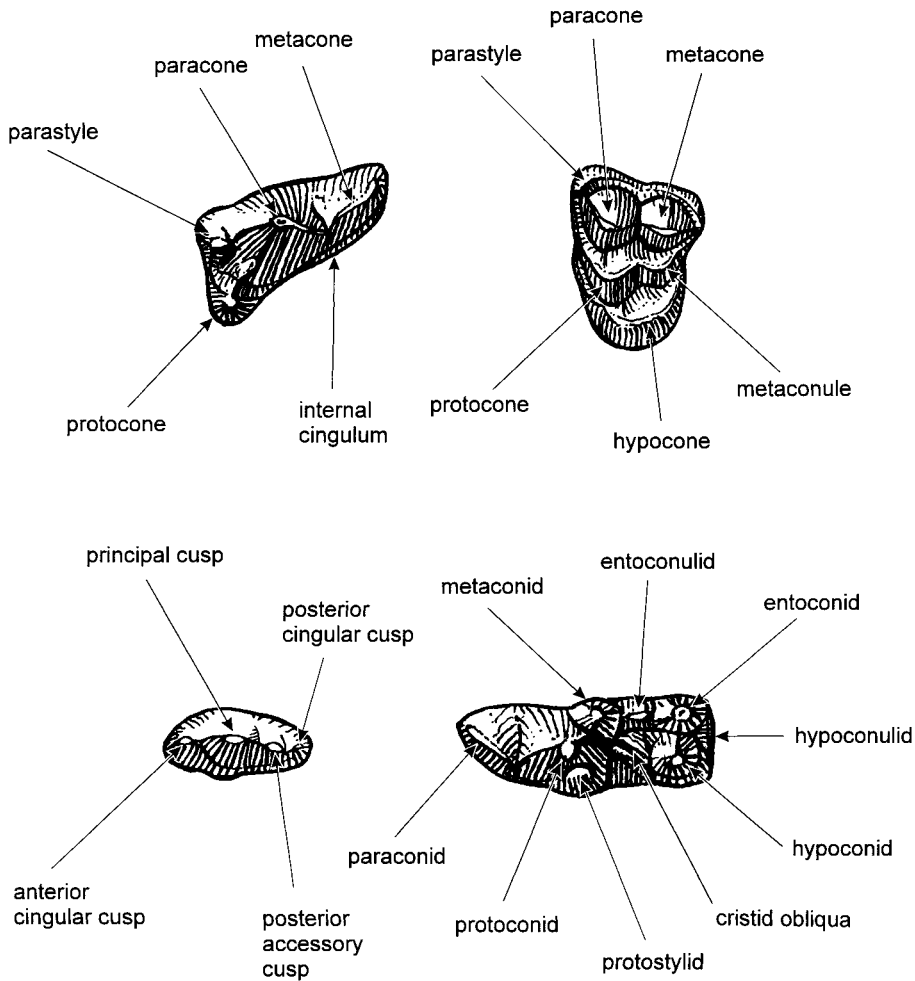 paracone
metacone
parastyle
metacone
paracone
parastyle
protocone
internal
cingulum
protocone
metaconule
hypocone
principal cusp
posterior
cingular cusp
entoconulid
metaconid
entoconid
hypoconulid
hypoconid
paraconid
anterior
cingular cusp
posterior
accessory
cusp
protoconid
cristid obliqua
protostylid